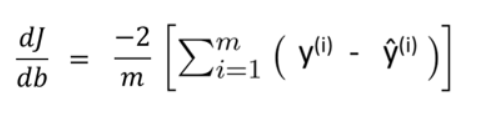 dJ/db = -2/m [∑_{i=1}^{m} ( y^{(i)} - ŷ^{(i)} )]